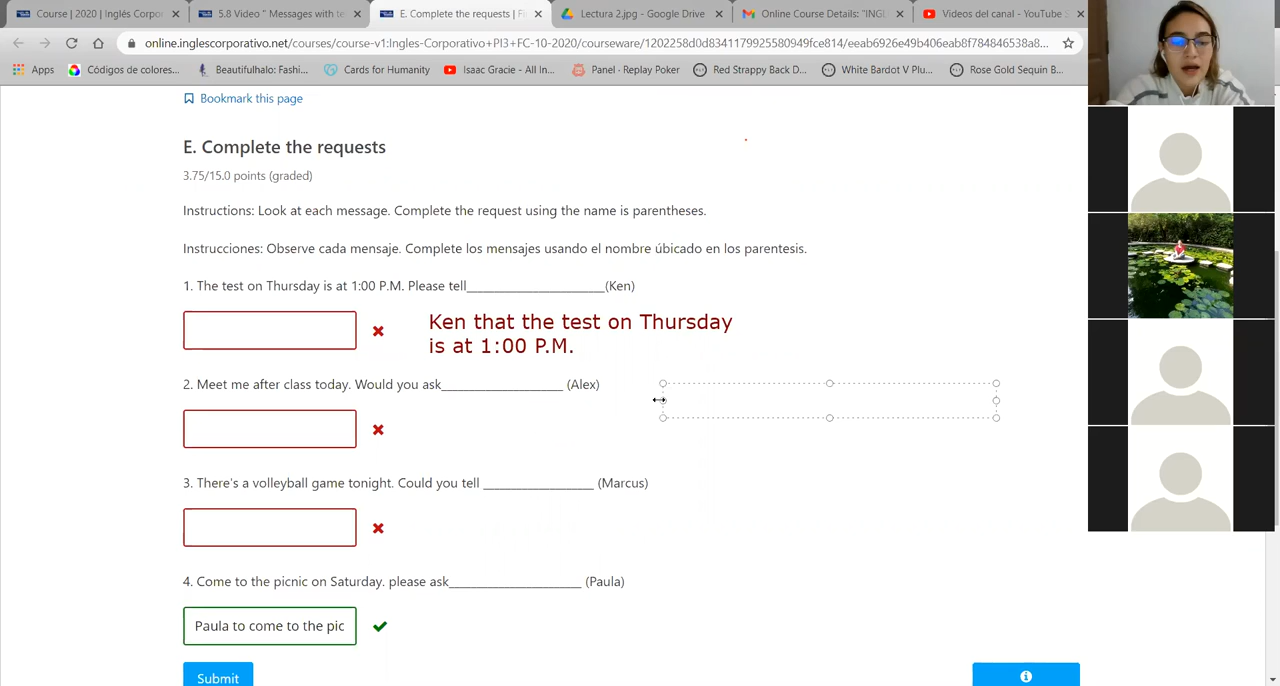 Course | 2020 | Inglés Corpo
5.8 Video " Messages with te
E. Complete the requests | Fi
Lectura 2.jpg - Google Drive
Online Course Details: "INGL
Videos del canal - YouTube S
online.inglescorporativo.net/courses/course-v1:Ingles-Corporativo+PI3+FC-10-2020/courseware/1202258d0d8341179925580949fce814/eeab6926e49b406eab8f784846538a8...
Apps
Códigos de colores...
Beautifulhalo: Fashi...
Cards for Humanity
Isaac Gracie - All In...
Panel · Replay Poker
Red Strappy Back D...
White Bardot V Plu...
Rose Gold Sequin B...
Bookmark this page
E. Complete the requests
3.75/15.0 points (graded)
Instructions: Look at each message. Complete the request using the name is parentheses.
Instrucciones: Observe cada mensaje. Complete los mensajes usando el nombre úbicado en los parentesis.
1. The test on Thursday is at 1:00 P.M. Please tell____________________(Ken)
Ken that the test on Thursday
is at 1:00 P.M.
2. Meet me after class today. Would you ask__________________ (Alex)
3. There's a volleyball game tonight. Could you tell ________________ (Marcus)
4. Come to the picnic on Saturday. please ask___________________ (Paula)
Paula to come to the pic
Submit